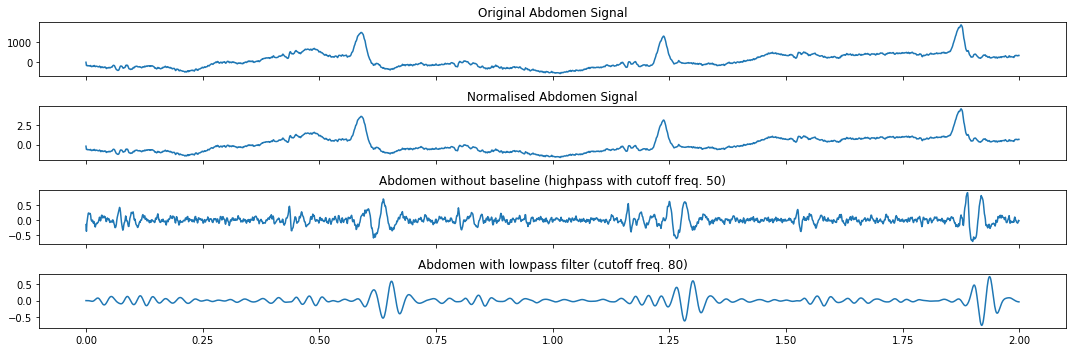 Original Abdomen Signal
1000
0
Normalised Abdomen Signal
2.5
0.0
Abdomen without baseline (highpass with cutoff freq. 50)
0.5
0.0
−0.5
Abdomen with lowpass filter (cutoff freq. 80)
0.5
0.0
−0.5
0.00 0.25 0.50 0.75 1.00 1.25 1.50 1.75 2.00